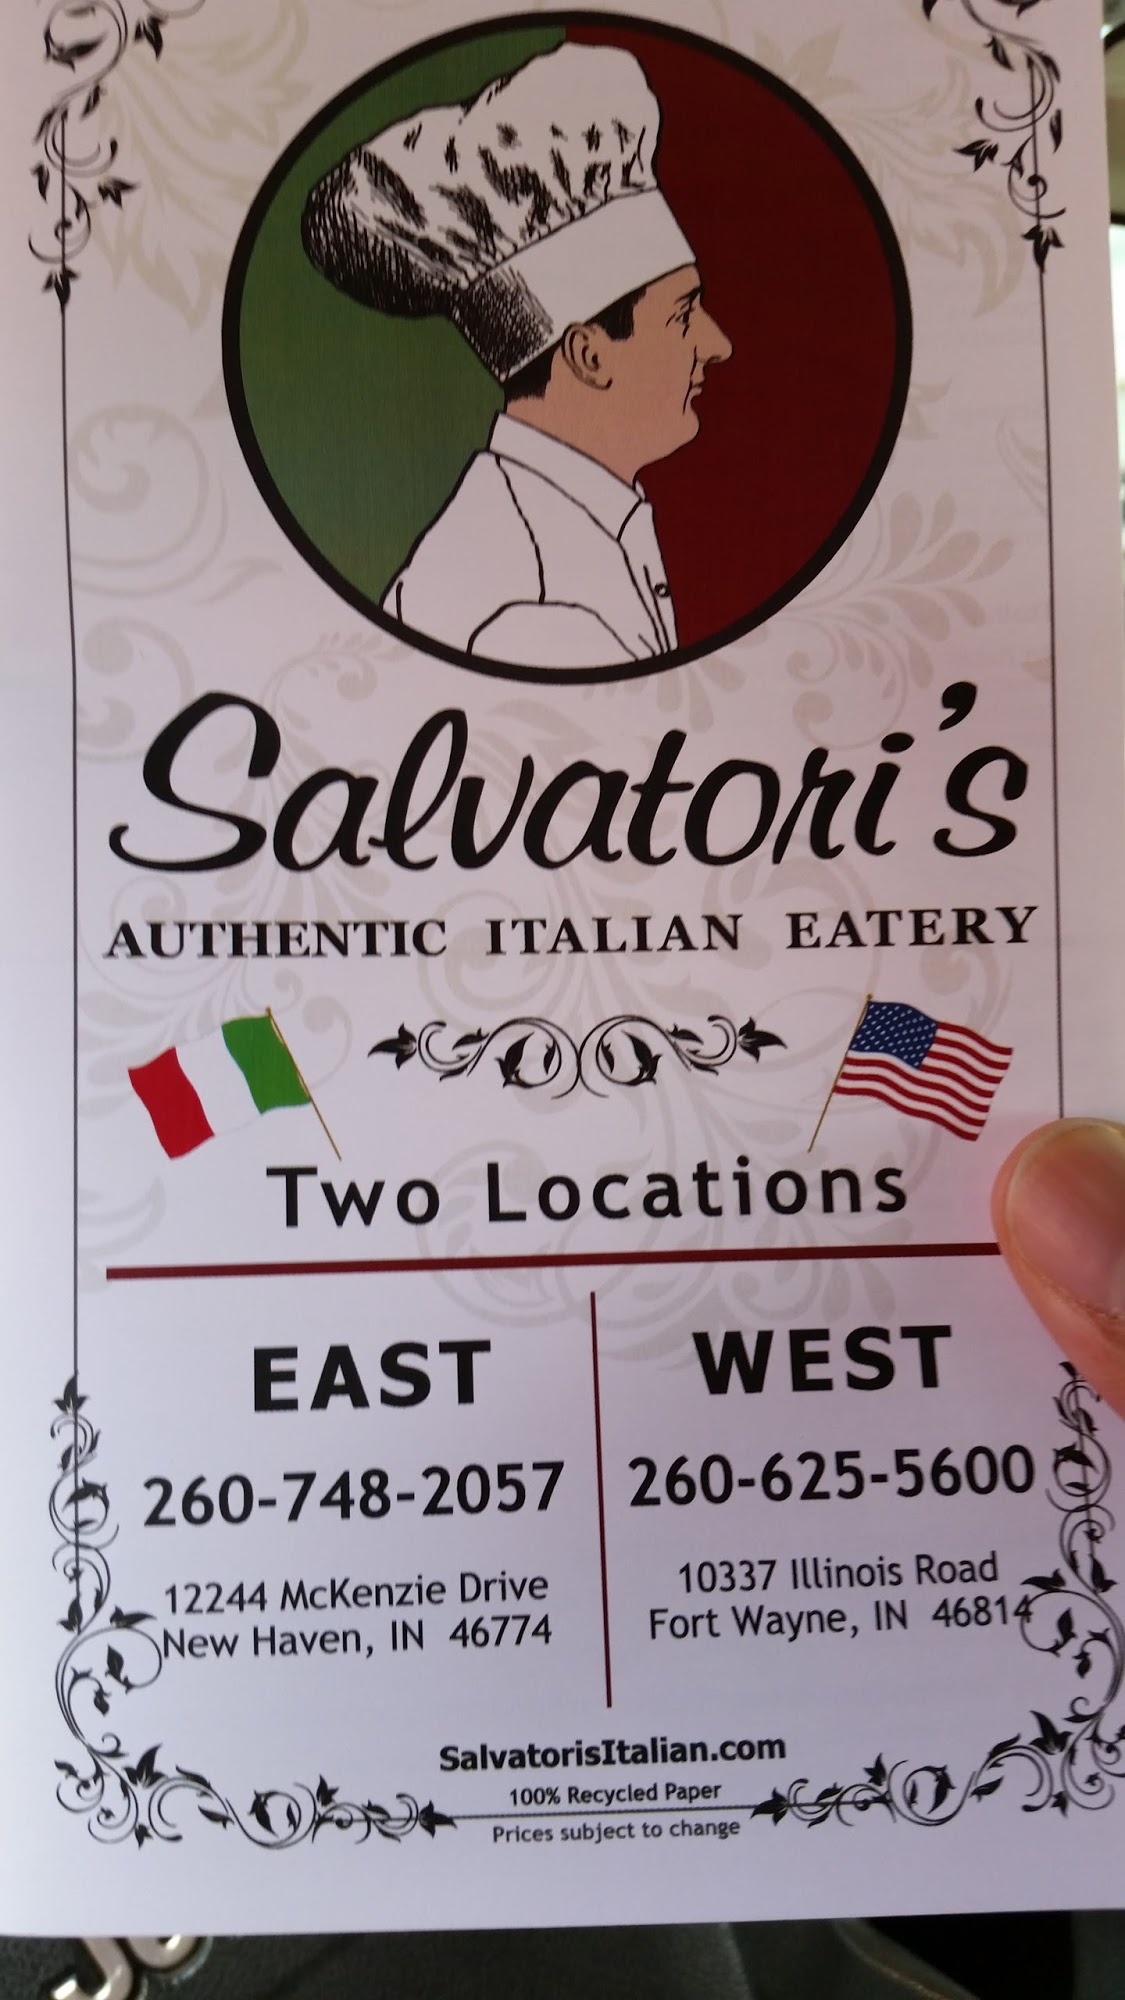 Salvatori's
AUTHENTIC ITALIAN EATERY
Two Locations
EAST
260-748-2057
12244 McKenzie Drive
New Haven, IN 46774
WEST
260-625-5600
10337 Illinois Road
Fort Wayne, IN 46814
SalvatorisItalian.com
100% Recycled Paper
Prices subject to change